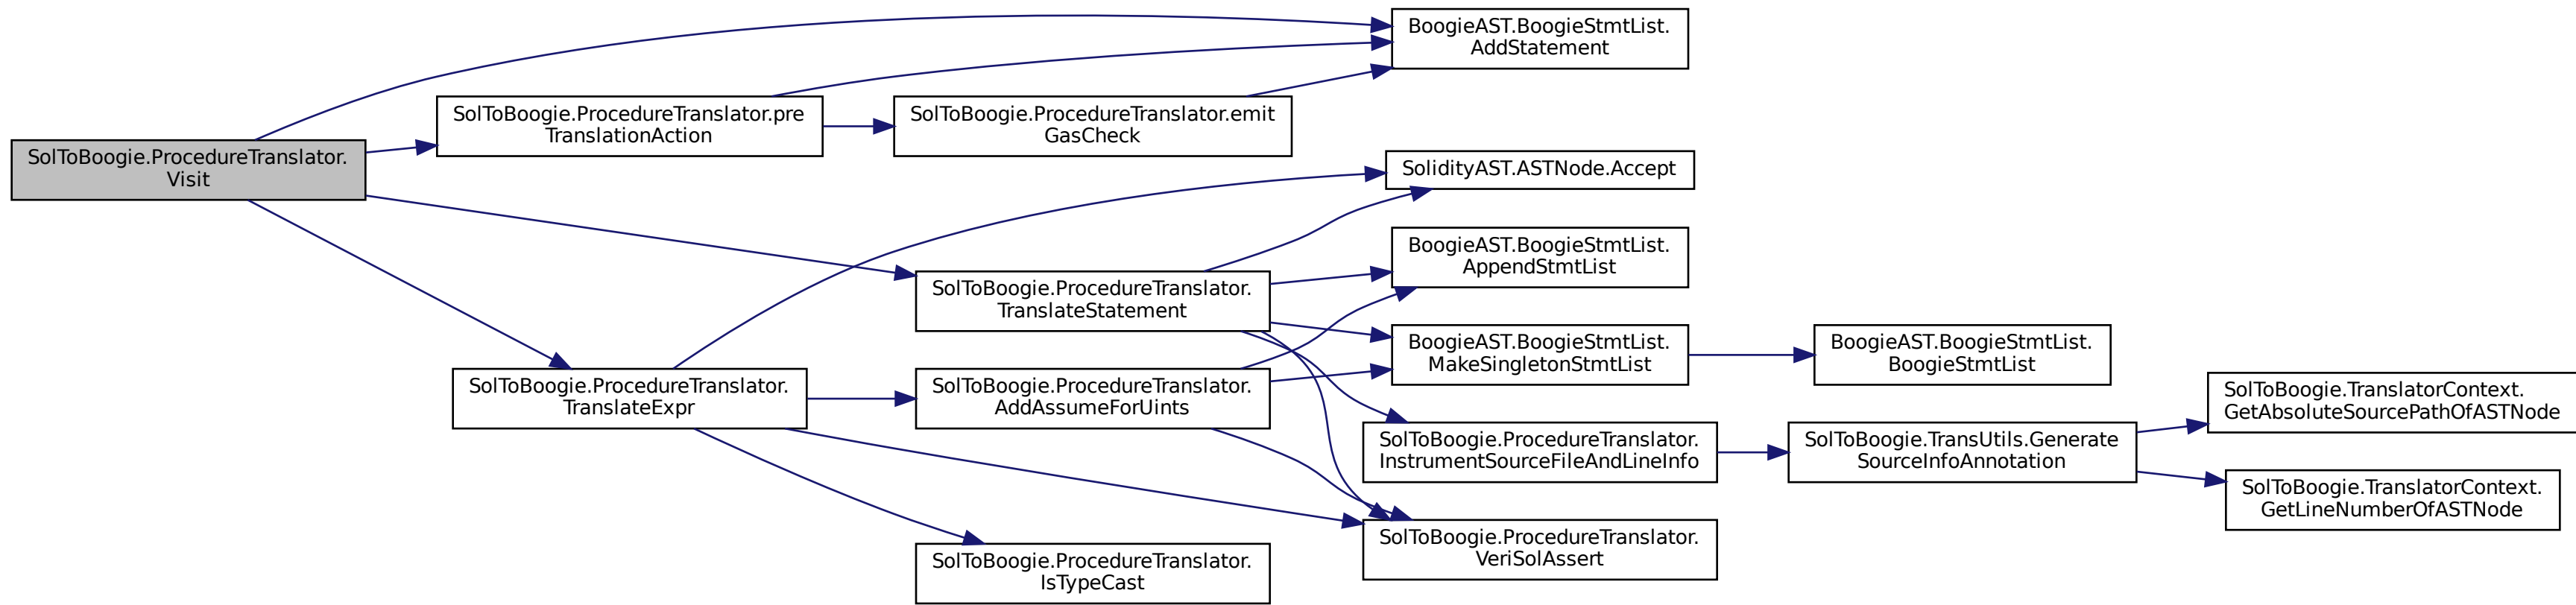 SolToBoogie.ProcedureTranslator.
Visit
BoogieAST.BoogieStmtList.
AddStatement
SolToBoogie.ProcedureTranslator.pre
TranslationAction
SolToBoogie.ProcedureTranslator.emit
GasCheck
SolidityAST.ASTNode.Accept
SolToBoogie.ProcedureTranslator.
TranslateStatement
BoogieAST.BoogieStmtList.
AppendStmtList
BoogieAST.BoogieStmtList.
MakeSingletonStmtList
BoogieAST.BoogieStmtList.
BoogieStmtList
SolToBoogie.ProcedureTranslator.
TranslateExpr
SolToBoogie.ProcedureTranslator.
AddAssumeForUints
SolToBoogie.ProcedureTranslator.
InstrumentSourceFileAndLineInfo
SolToBoogie.TransUtils.Generate
SourceInfoAnnotation
SolToBoogie.TranslatorContext.
GetAbsoluteSourcePathOfASTNode
SolToBoogie.TranslatorContext.
GetLineNumberOfASTNode
SolToBoogie.ProcedureTranslator.
VeriSolAssert
SolToBoogie.ProcedureTranslator.
IsTypeCast